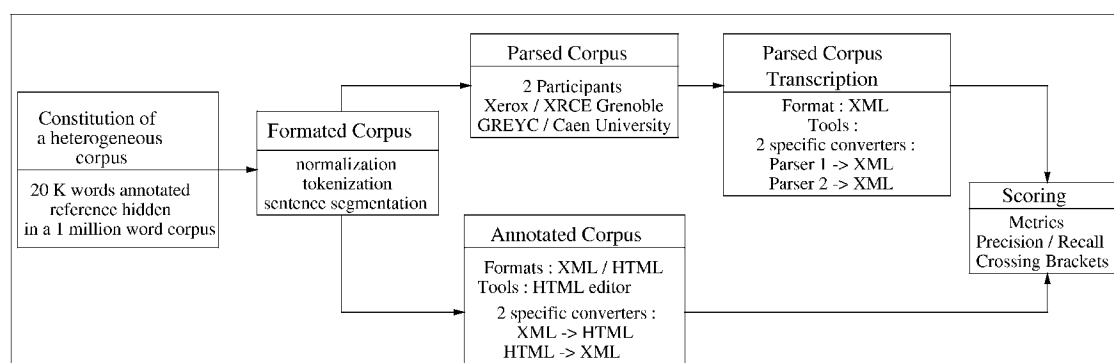 Constitution of
a heterogeneous
corpus
20 K words annotated
reference hidden
in a 1 million word corpus
Formated Corpus
normalization
tokenization
sentence segmentation
Parsed Corpus
2 Participants
Xerox / XRCE Grenoble
GREYC / Caen University
Parsed Corpus
Transcription
Format : XML
Tools :
2 specific converters :
Parser 1 -> XML
Parser 2 -> XML
Annotated Corpus
Formats : XML / HTML
Tools : HTML editor
2 specific converters :
XML -> HTML
HTML -> XML
Scoring
Metrics
Precision / Recall
Crossing Brackets